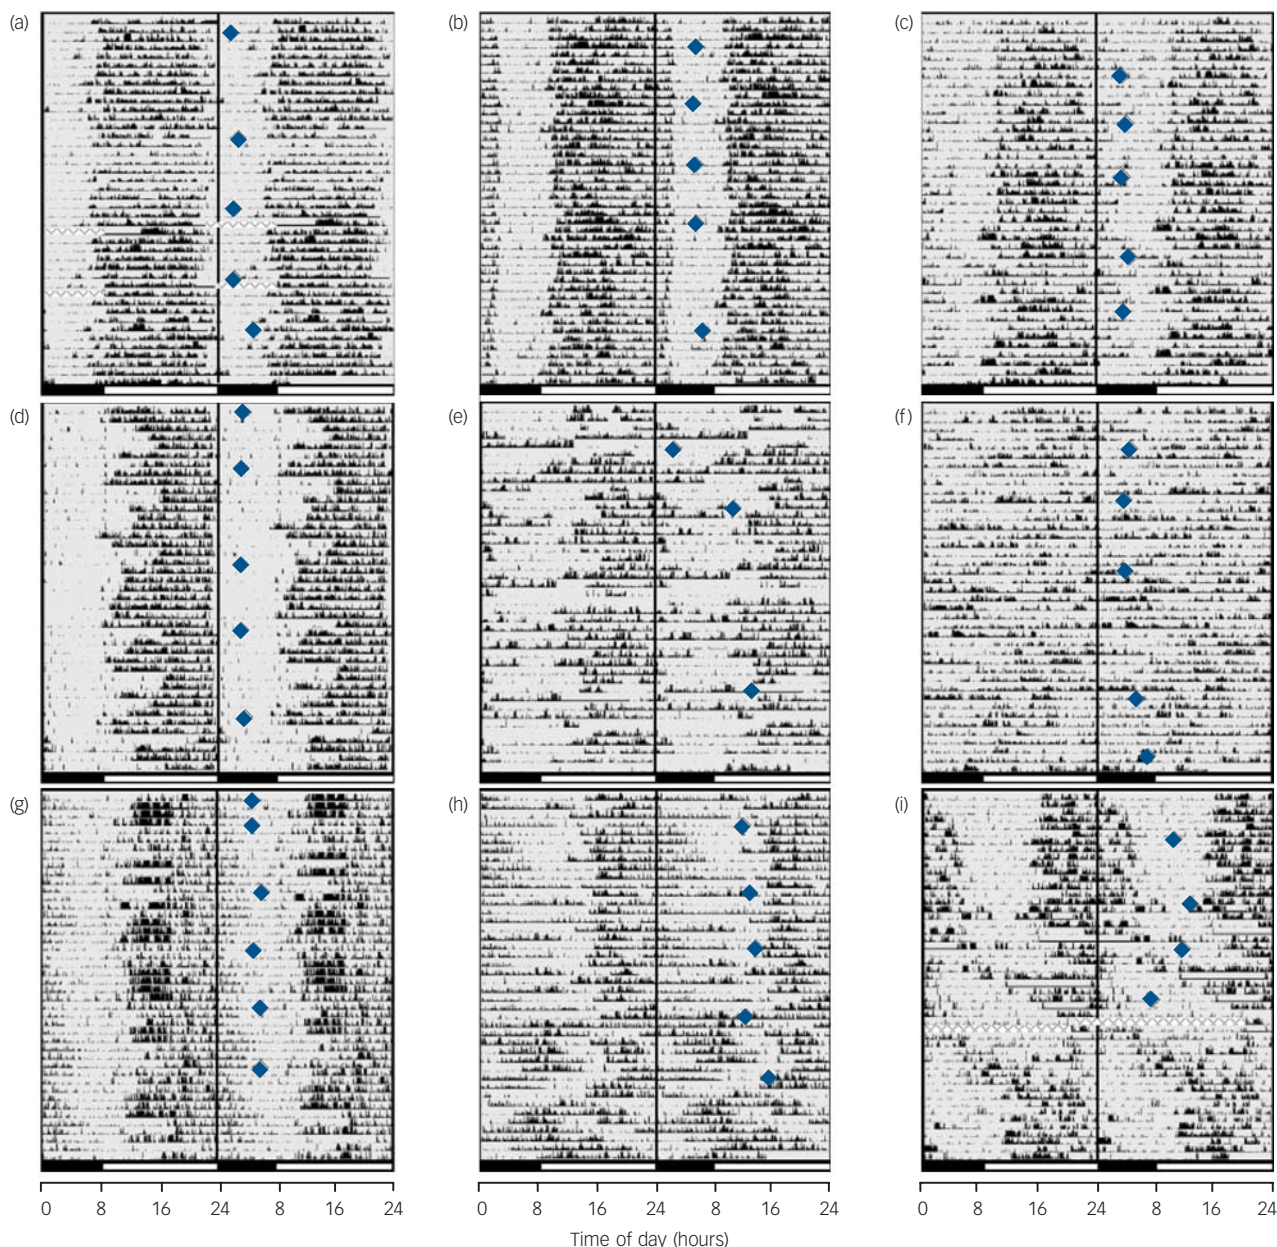 (a) (b) (c)
(d) (e) (f)
(g) (h) (i)
0 8 16 24 8 16 24 0 8 16 24 8 16 24 0 8 16 24 8 16 24
Time of day (hours)